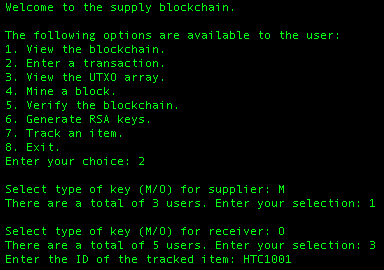 Welcome to the supply blockchain.
The following options are available to the user:
1. View the blockchain.
2. Enter a transaction.
3. View the UTXO array.
4. Mine a block.
5. Verify the blockchain.
6. Generate RSA keys.
7. Track an item.
8. Exit.
Enter your choice: 2
Select type of key (M/O) for supplier: M
There are a total of 3 users. Enter your selection: 1
Select type of key (M/O) for receiver: O
There are a total of 5 users. Enter your selection: 3
Enter the ID of the tracked item: HTC1001